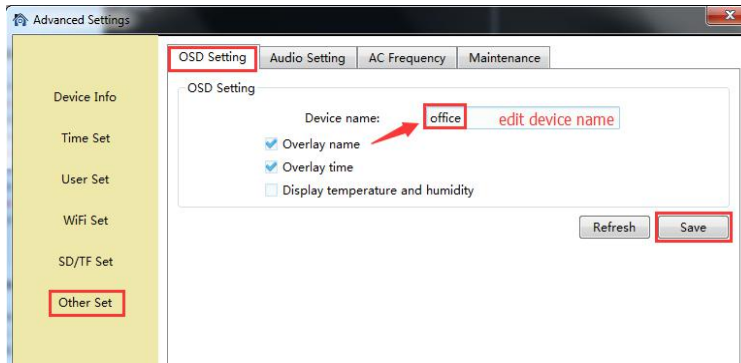 Advanced Settings
OSD Setting Audio Setting AC Frequency Maintenance
Device Info
Time Set
User Set
WiFi Set
SD/TF Set
Other Set
OSD Setting
Device name: office edit device name
Overlay name
Overlay time
Display temperature and humidity
Refresh Save